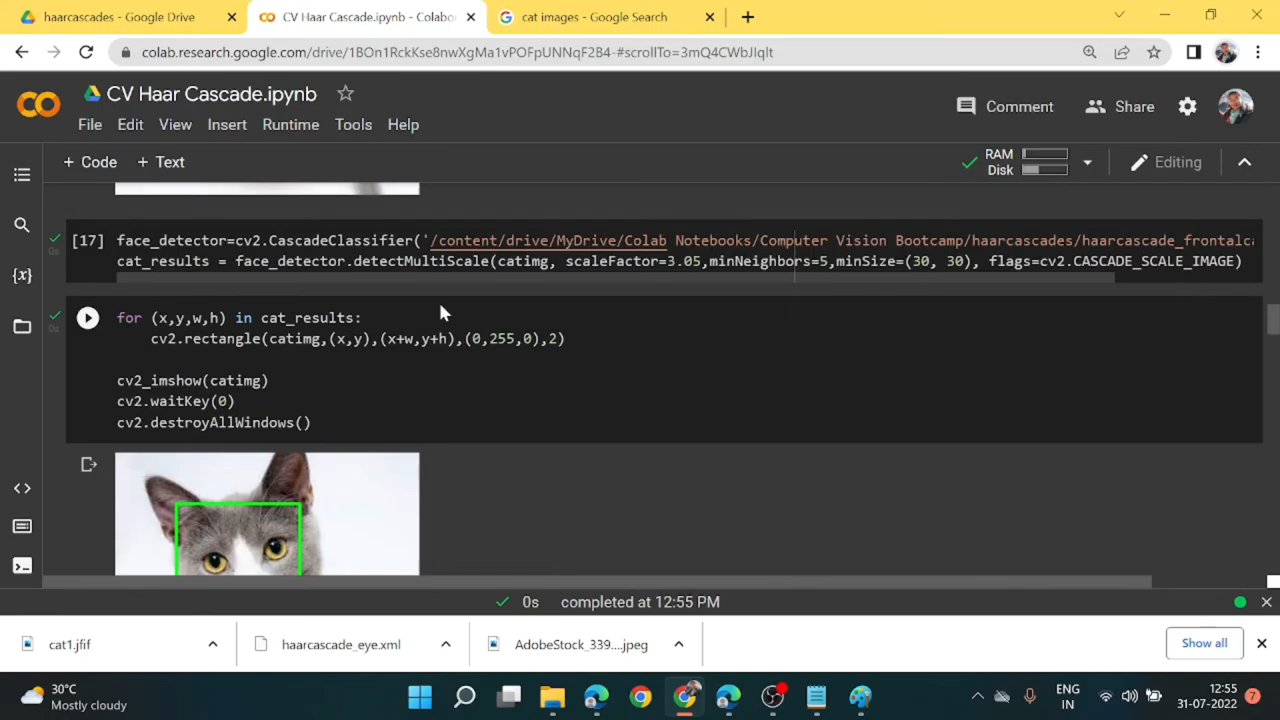 haarcascades - Google Drive
CV Haar Cascade.ipynb - Colabo
cat images - Google Search
colab.research.google.com/drive/1BOn1RckKse8nwXgMa1vPOFpUNNqF2B4-#scrollTo=3mQ4CWbJIqIt
CV Haar Cascade.ipynb
Comment
Share
File Edit View Insert Runtime Tools Help
+ Code + Text
RAM
Disk
Editing
[17] face_detector=cv2.CascadeClassifier('/content/drive/MyDrive/Colab Notebooks/Computer Vision Bootcamp/haarcascades/haarcascade_frontalca
cat_results = face_detector.detectMultiScale(catimg, scaleFactor=3.05,minNeighbors=5,minSize=(30, 30), flags=cv2.CASCADE_SCALE_IMAGE)
0s
for (x,y,w,h) in cat_results:
cv2.rectangle(catimg,(x,y),(x+w,y+h),(0,255,0),2)
0s
cv2_imshow(catimg)
cv2.waitKey(0)
cv2.destroyAllWindows()
{x}
0s completed at 12:55 PM
cat1.jfif
haarcascade_eye.xml
AdobeStock_339....jpeg
Show all
30°C
Mostly cloudy
ENG
IN
12:55
31-07-2022
7